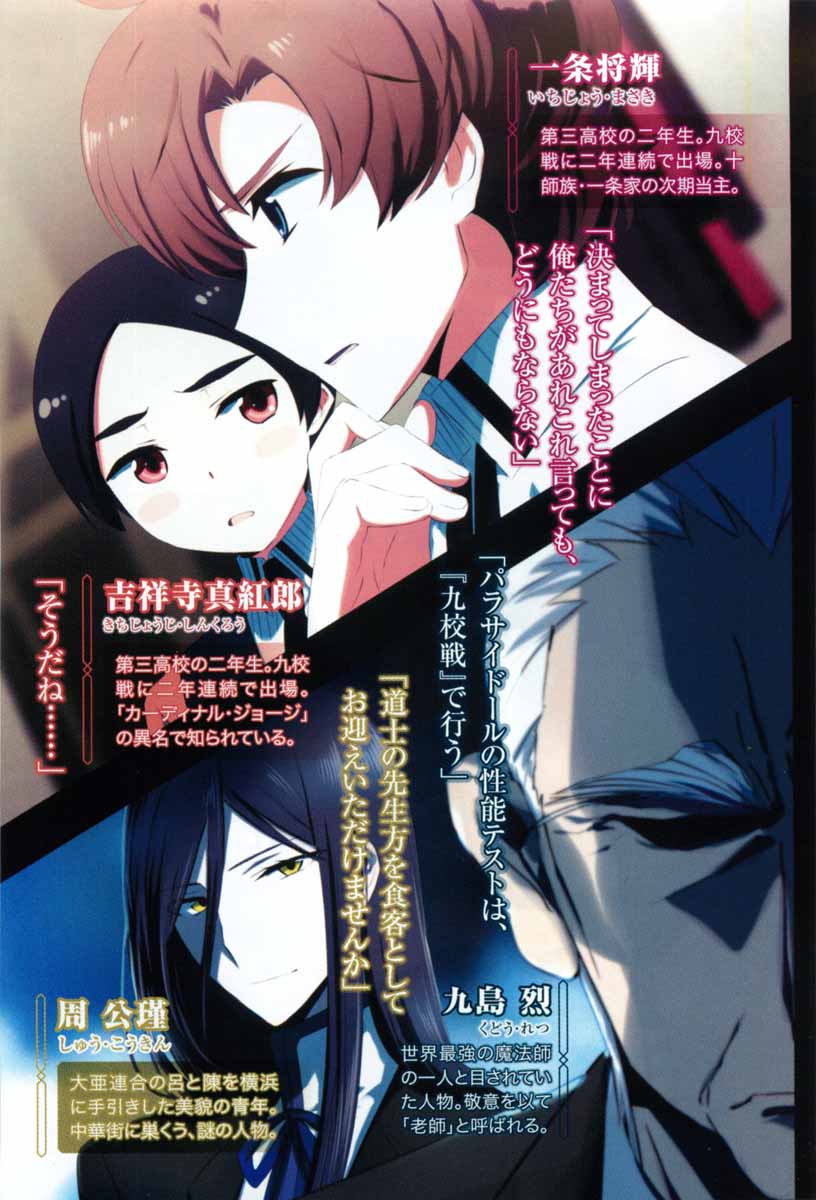 一条将輝
いちじょう・まさき
第三高校の二年生。九校
戦に二年連続で出場。十
師族・一条家の次期当主。
「決まってしまったことに
俺たちがあれこれ言っても、
どうにもならない」
吉祥寺真紅郎
きちじょうじ・しんくろう
第三高校の二年生。九校
戦に二年連続で出場。
「カーディナル・ジョージ」
の異名で知られている。
「そうだね……」
「パラサイドールの性能テストは、
『九校戦』で行う」
九島 烈
くどう・れつ
世界最強の魔法師
の一人と目されてい
た人物。敬意を以て
「老師」と呼ばれる。
「道士の先生方を食客として
お迎えいただけませんか」
周 公瑾
しゅう・こうきん
大亜連合の呂と陳を横浜
に手引きした美貌の青年。
中華街に巣くう、謎の人物。